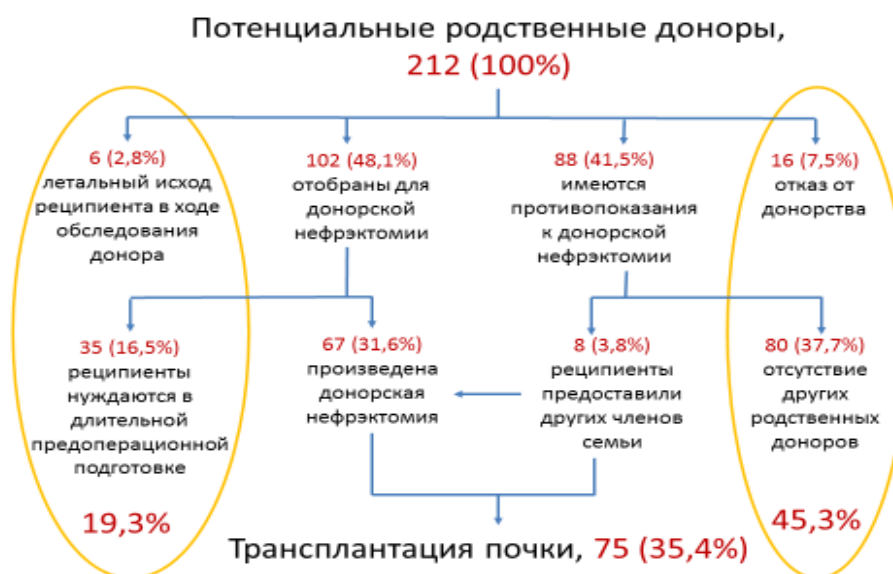 Потенциальные родственные доноры,
212 (100%)
6 (2,8%)
летальный исход
реципиента в ходе
обследования
донора
102 (48,1%)
отобраны для
донорской
нефрэктомии
88 (41,5%)
имеются
противопоказания
к донорской
нефрэктомии
16 (7,5%)
отказ от
донорства
35 (16,5%)
реципиенты
нуждаются в
длительной
предоперационной
подготовке
67 (31,6%)
произведена
донорская
нефрэктомия
8 (3,8%)
реципиенты
предоставили
других членов
семьи
80 (37,7%)
отсутствие
других
родственных
доноров
19,3%
45,3%
Трансплантация почки, 75 (35,4%)